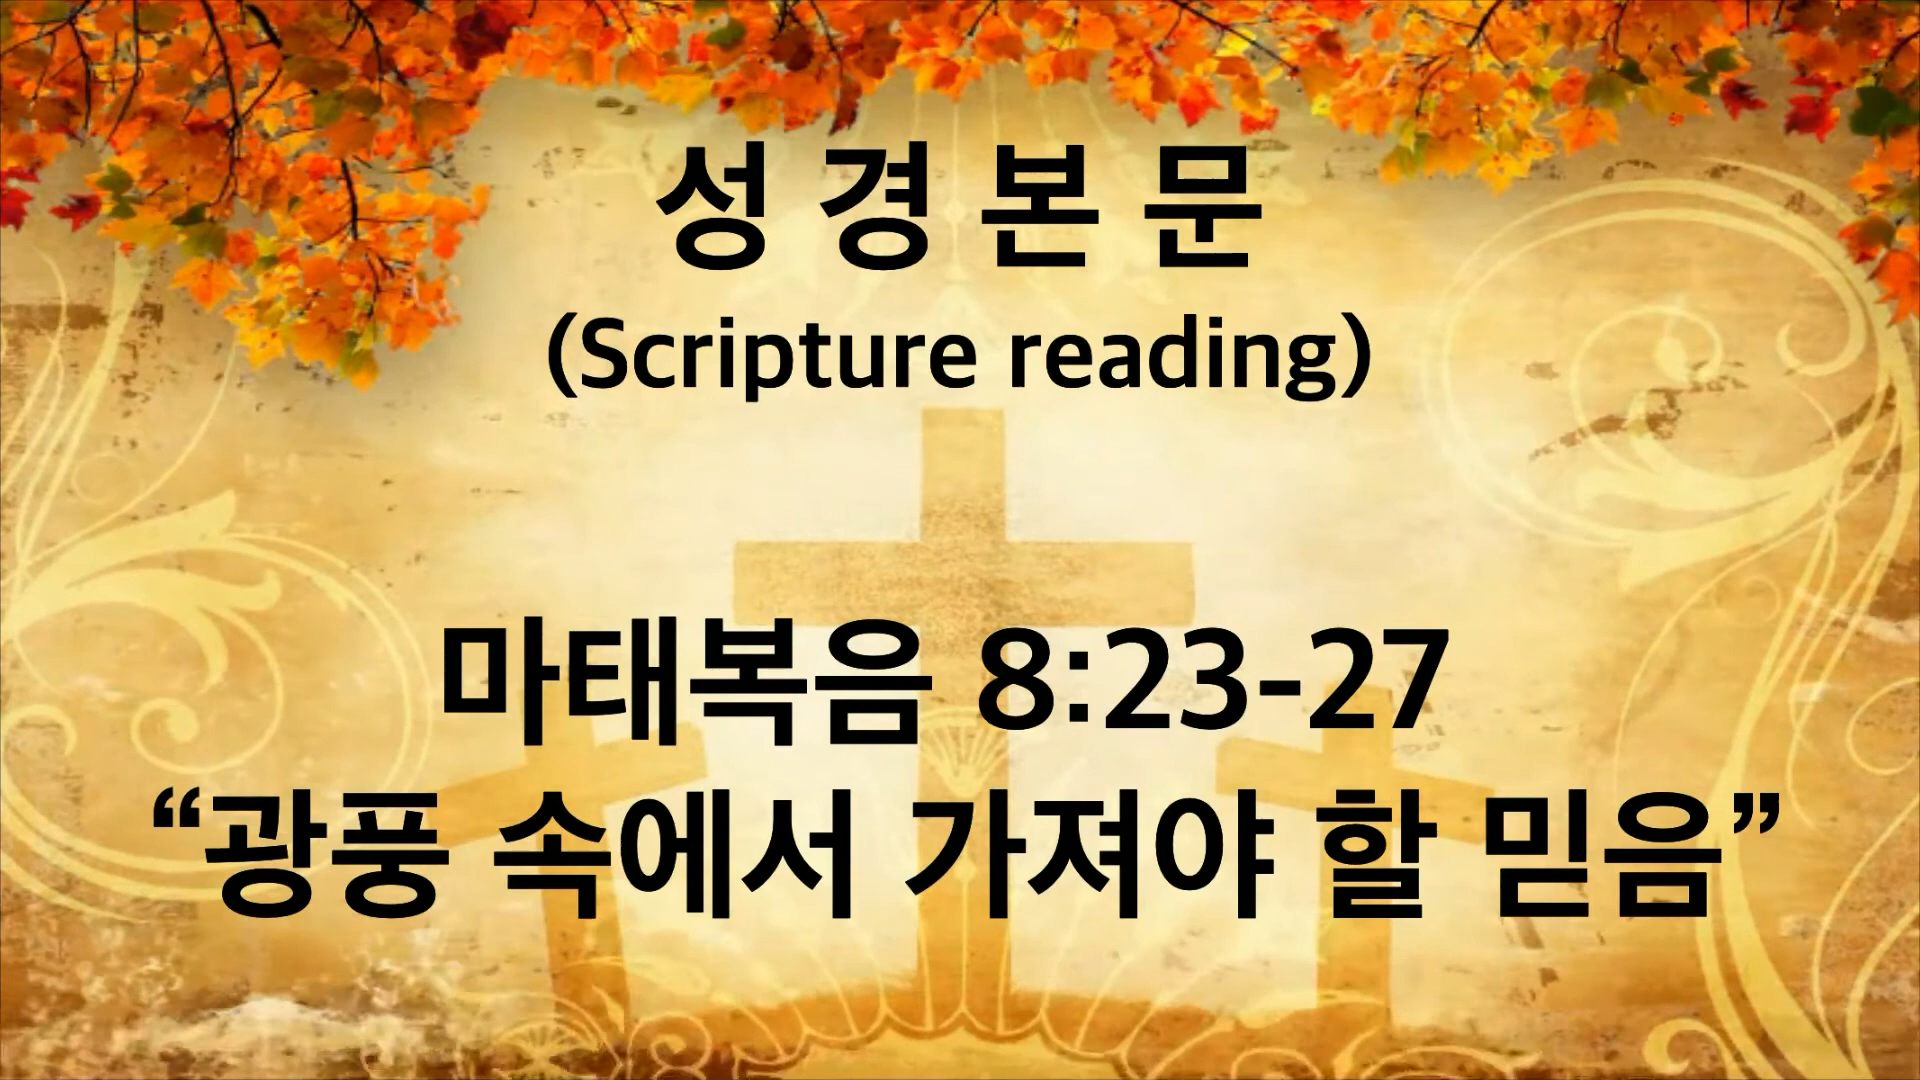 성 경 본 문
(Scripture reading)
마태복음 8:23-27
“광풍 속에서 가져야 할 믿음”